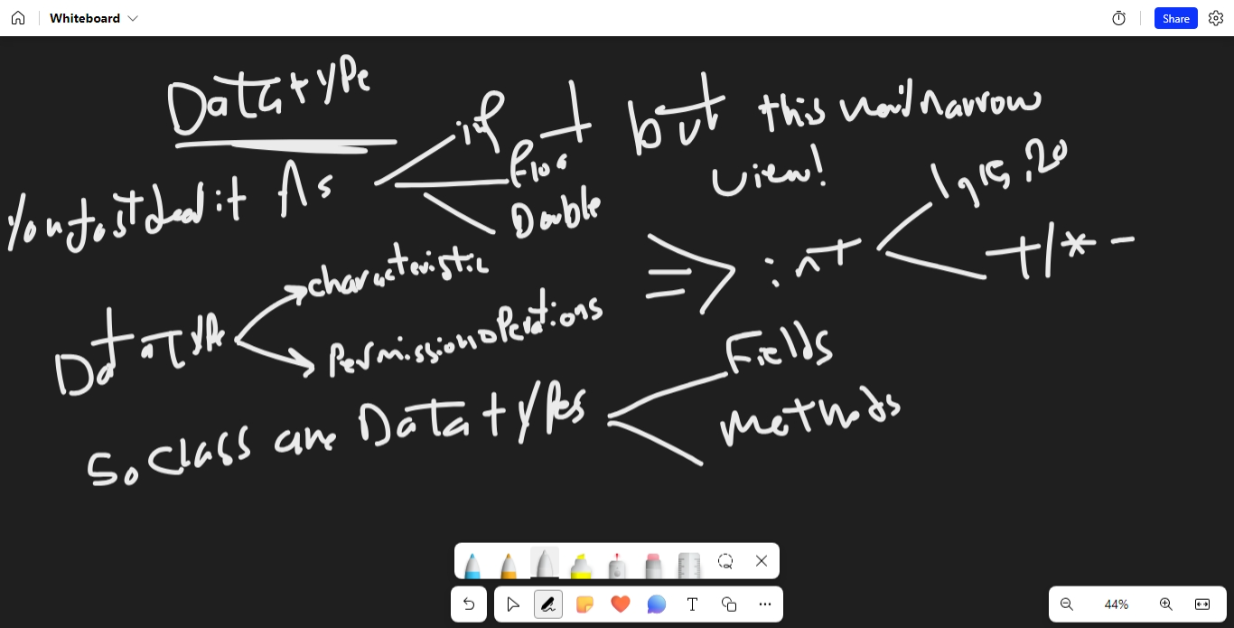 Whiteboard
Share
Datatype
int but this narrow
float view!
Double
You just deal it As
1,15,20
characteristic
=> int
+ / * -
Datatype
Permission operations
Fields
So class are Datatypes
methods
T
44%